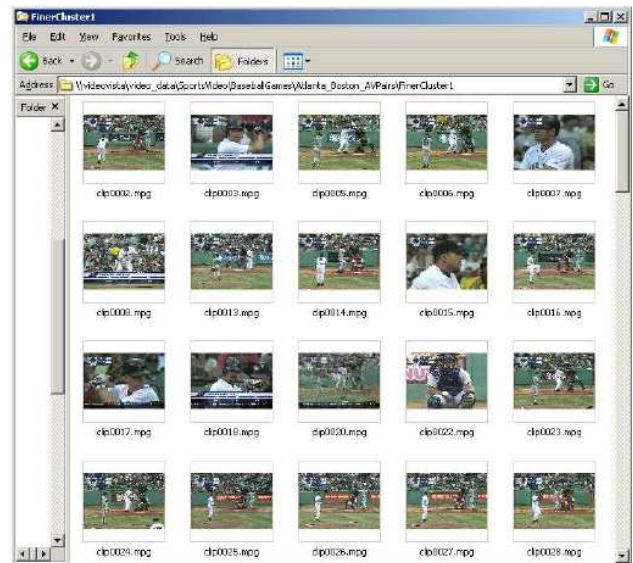 FinerCluster1
File Edit View Favorites Tools Help
Back Search Folders
Address \\videovista\video_data\SportsVideo\BaseballGames\Atlanta_Boston_AVPairs\FinerCluster1 Go
Folder X
clip0002.mpg clip0003.mpg clip0005.mpg clip0006.mpg clip0007.mpg
clip0008.mpg clip0013.mpg clip0014.mpg clip0015.mpg clip0016.mpg
clip0017.mpg clip0018.mpg clip0020.mpg clip0022.mpg clip0023.mpg
clip0024.mpg clip0025.mpg clip0026.mpg clip0027.mpg clip0028.mpg